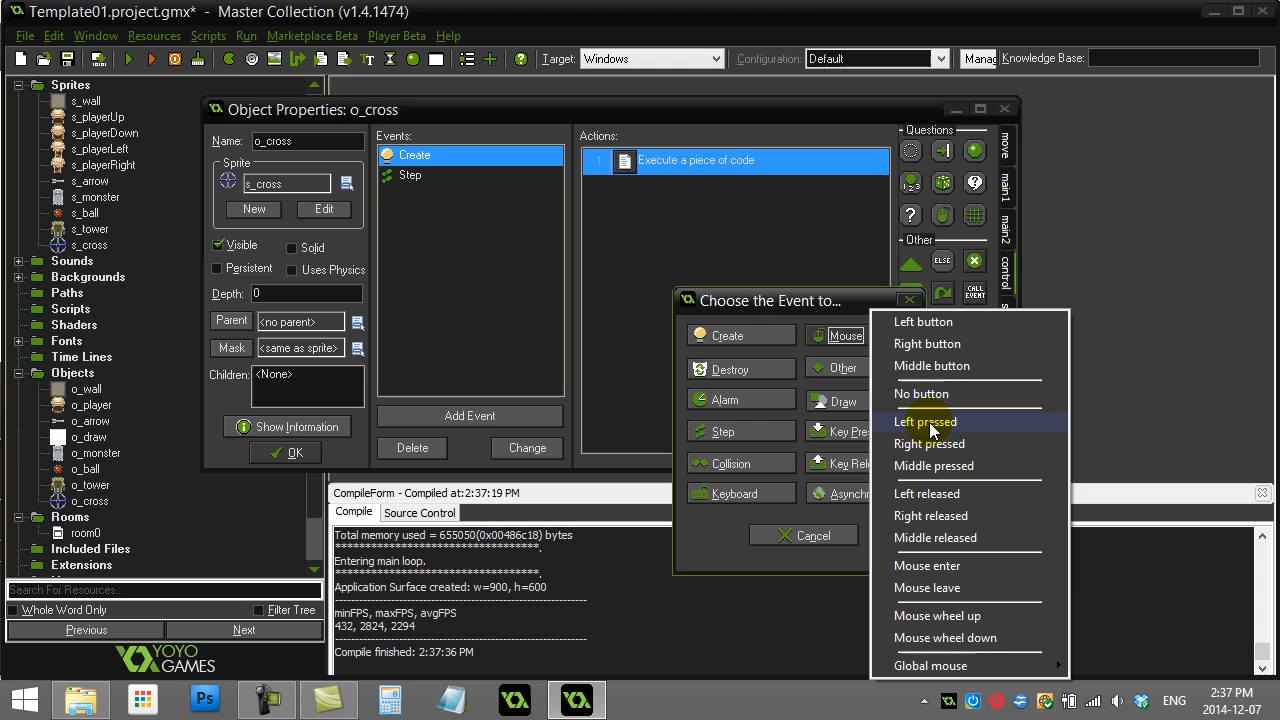 Template01.project.gmx* - Master Collection (v1.4.1474)
File Edit Window Resources Scripts Run Marketplace Beta Player Beta Help
Target: Windows Configuration: Default Manag Knowledge Base:
Sprites
s_wall
s_playerUp
s_playerDown
s_playerLeft
s_playerRight
s_arrow
s_monster
s_ball
s_tower
s_cross
Sounds
Backgrounds
Paths
Scripts
Shaders
Fonts
Time Lines
Objects
o_wall
o_player
o_arrow
o_draw
o_monster
o_ball
o_tower
o_cross
Rooms
room0
Included Files
Extensions
Search For Resources...
Whole Word Only Filter Tree
Previous Next
YOYO
GAMES
Object Properties: o_cross
Name: o_cross
Sprite
s_cross
New Edit
Visible Solid
Persistent Uses Physics
Depth: 0
Parent <no parent>
Mask <same as sprite>
Children: <None>
Show Information
OK
Events:
Create
Step
Add Event
Delete Change
Actions:
1 Execute a piece of code
Questions
Other
ELSE
CALL EVENT
move
main1
main2
control
s
Choose the Event to...
Create Mouse
Destroy Other
Alarm Draw
Step Key Pre
Collision Key Rel
Keyboard Asynchr
Cancel
Left button
Right button
Middle button
No button
Left pressed
Right pressed
Middle pressed
Left released
Right released
Middle released
Mouse enter
Mouse leave
Mouse wheel up
Mouse wheel down
Global mouse
CompileForm - Compiled at:2:37:19 PM
Compile Source Control
Total memory used = 655050(0x00486c18) bytes
**********************************.
Entering main loop.
**********************************.
Application Surface created: w=900, h=600
minFPS, maxFPS, avgFPS
432, 2824, 2294
Compile finished: 2:37:36 PM
Ps
ENG
2:37 PM
2014-12-07